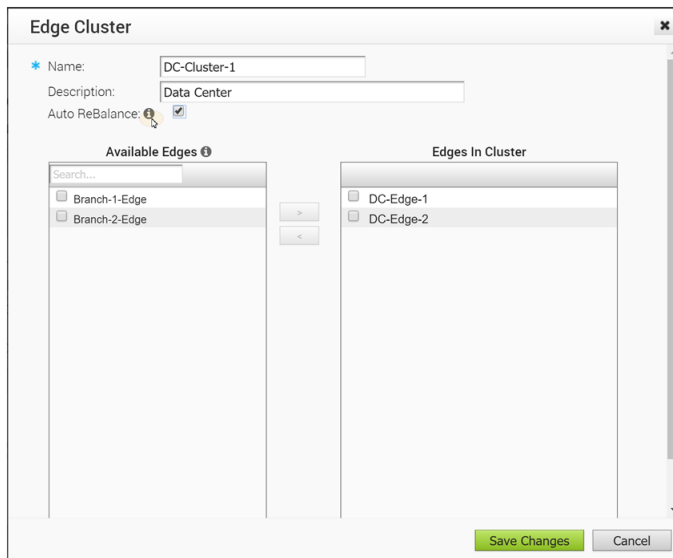 Edge Cluster
* Name: DC-Cluster-1
Description: Data Center
Auto ReBalance:
Available Edges
Edges In Cluster
Search...
Branch-1-Edge
Branch-2-Edge
>
<
DC-Edge-1
DC-Edge-2
Save Changes
Cancel